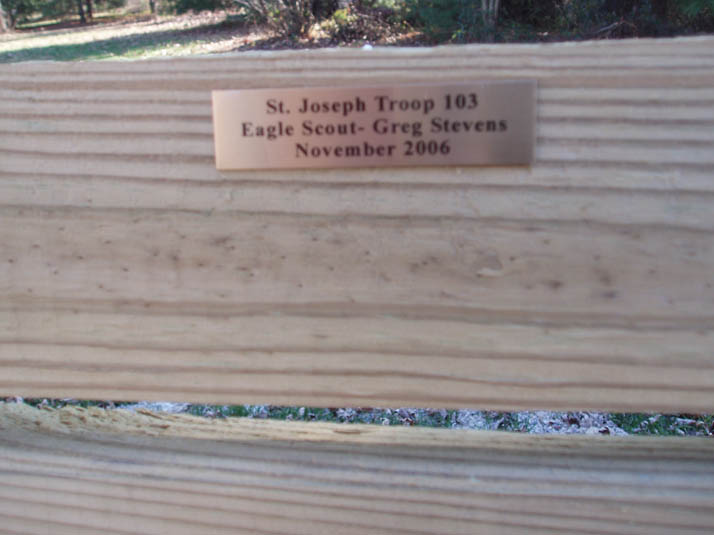 St. Joseph Troop 103
Eagle Scout- Greg Stevens
November 2006